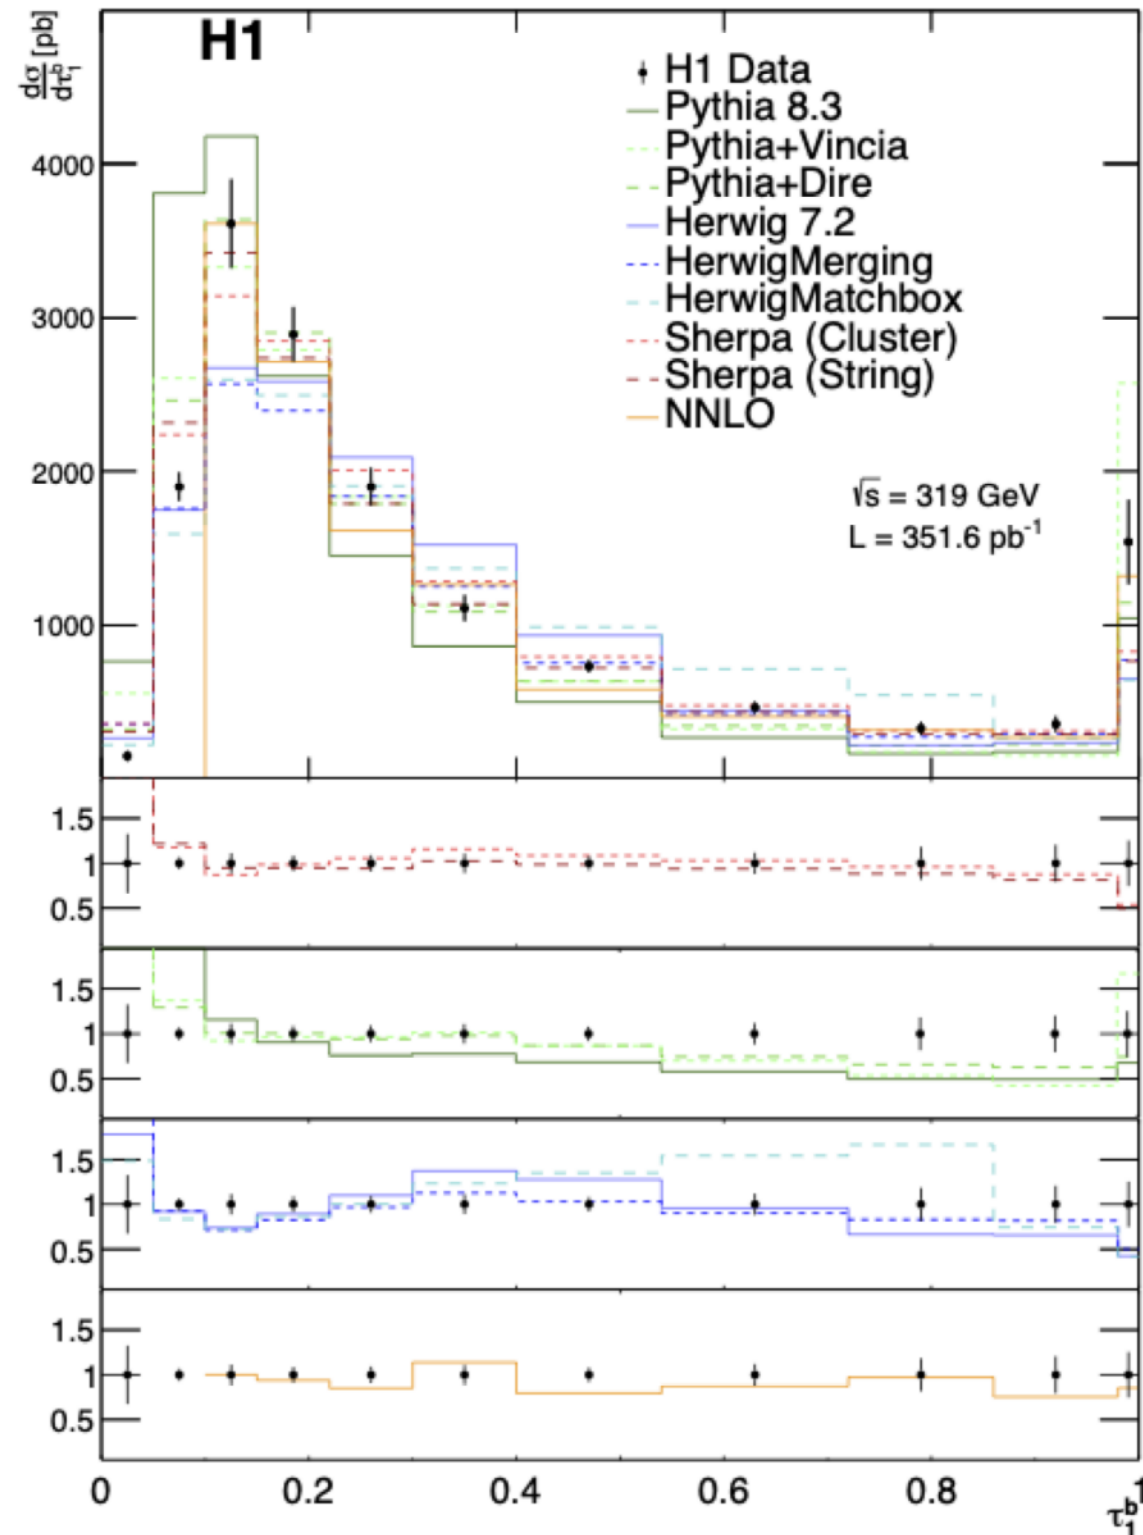 H1
dσ/dτ₁ᵇ [pb]
H1 Data
Pythia 8.3
Pythia+Vincia
Pythia+Dire
Herwig 7.2
HerwigMerging
HerwigMatchbox
Sherpa (Cluster)
Sherpa (String)
NNLO
√s = 319 GeV
L = 351.6 pb⁻¹
4000
3000
2000
1000
1.5
1
0.5
1.5
1
0.5
1.5
1
0.5
1.5
1
0.5
0 0.2 0.4 0.6 0.8 1
τ₁ᵇ